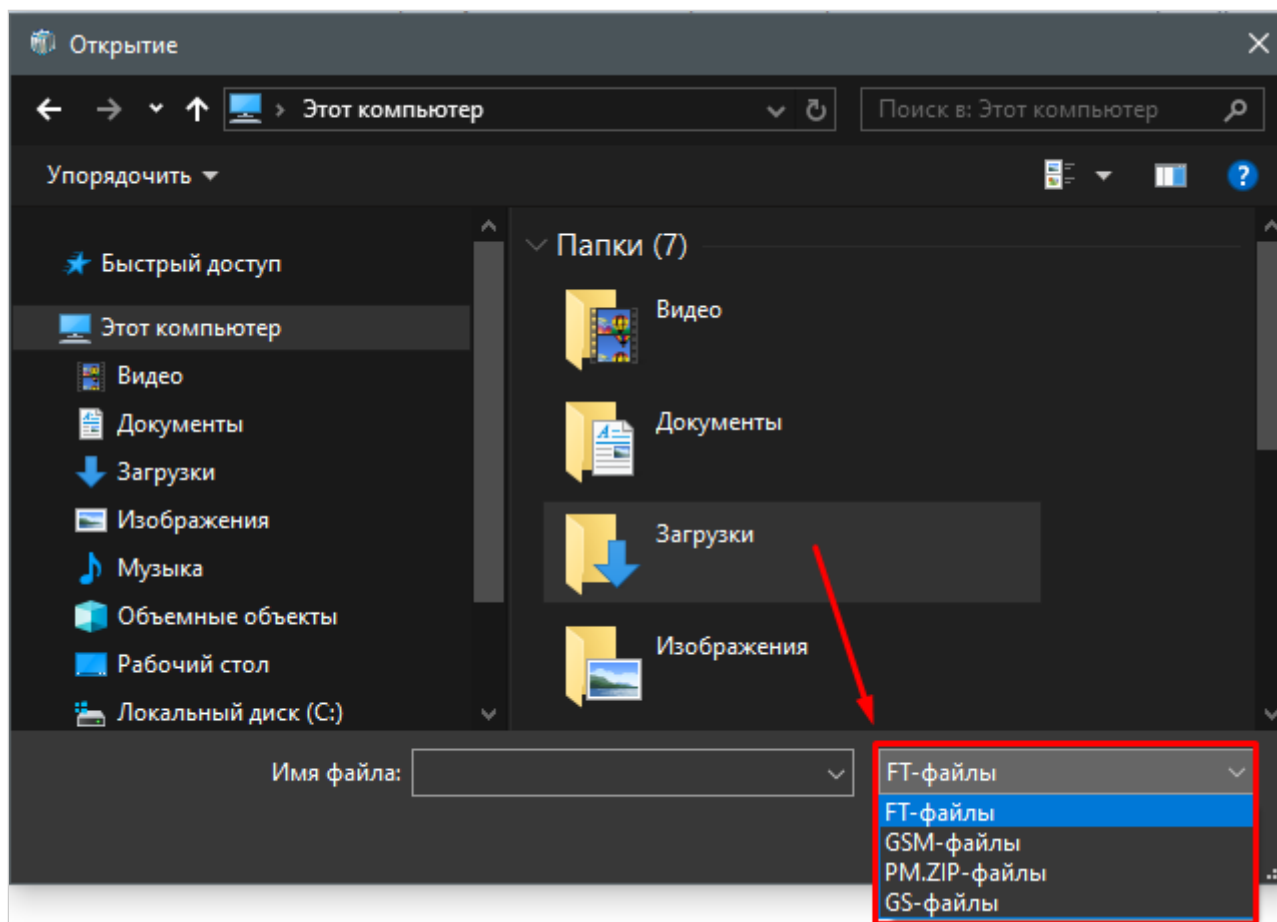 Открытие
Этот компьютер
Поиск в: Этот компьютер
Упорядочить
?
Быстрый доступ
Этот компьютер
Видео
Документы
Загрузки
Изображения
Музыка
Объемные объекты
Рабочий стол
Локальный диск (C:)
Папки (7)
Видео
Документы
Загрузки
Изображения
Имя файла:
FT-файлы
FT-файлы
GSM-файлы
PM.ZIP-файлы
GS-файлы